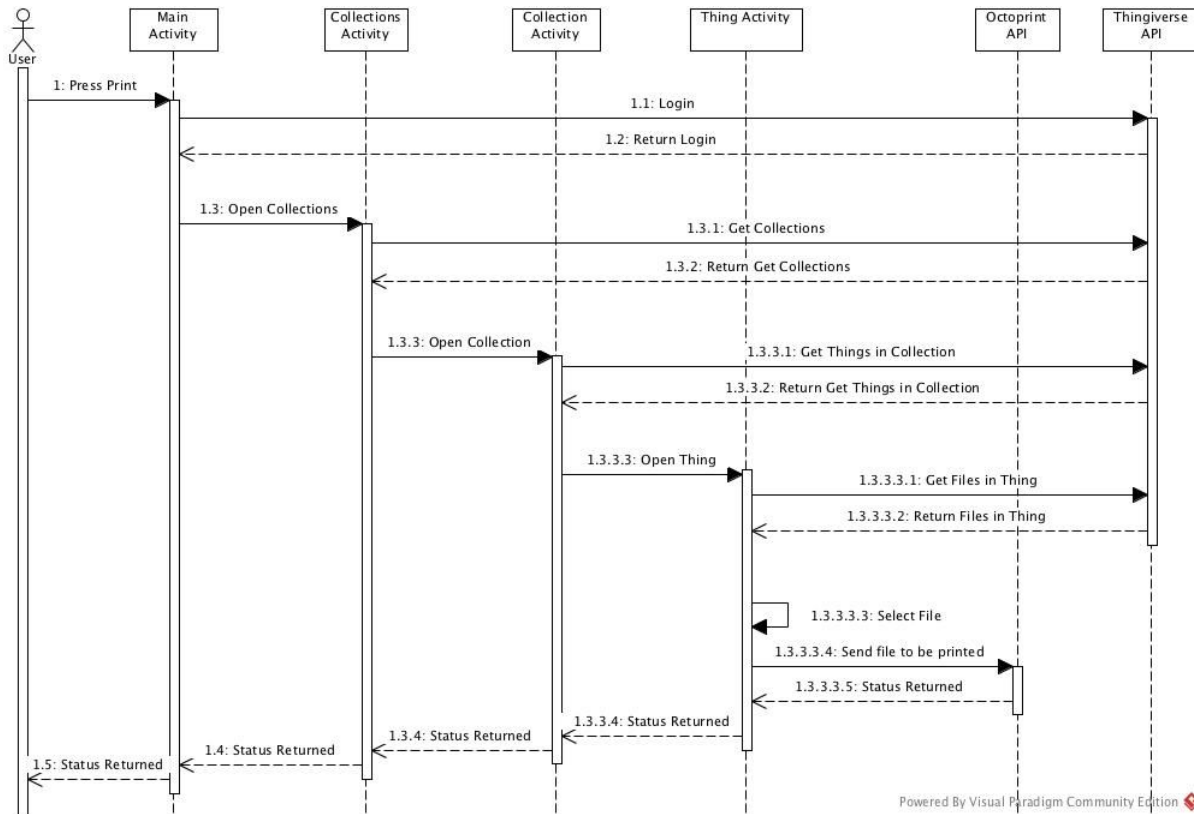 Main
Activity
Collections
Activity
Collection
Activity
Thing Activity
Octoprint
API
Thingiverse
API
User
1: Press Print
1.1: Login
1.2: Return Login
1.3: Open Collections
1.3.1: Get Collections
1.3.2: Return Get Collections
1.3.3: Open Collection
1.3.3.1: Get Things in Collection
1.3.3.2: Return Get Things in Collection
1.3.3.3: Open Thing
1.3.3.3.1: Get Files in Thing
1.3.3.3.2: Return Files in Thing
1.3.3.3.3: Select File
1.3.3.3.4: Send file to be printed
1.3.3.3.5: Status Returned
1.3.3.4: Status Returned
1.3.4: Status Returned
1.4: Status Returned
1.5: Status Returned
Powered By Visual Paradigm Community Edition